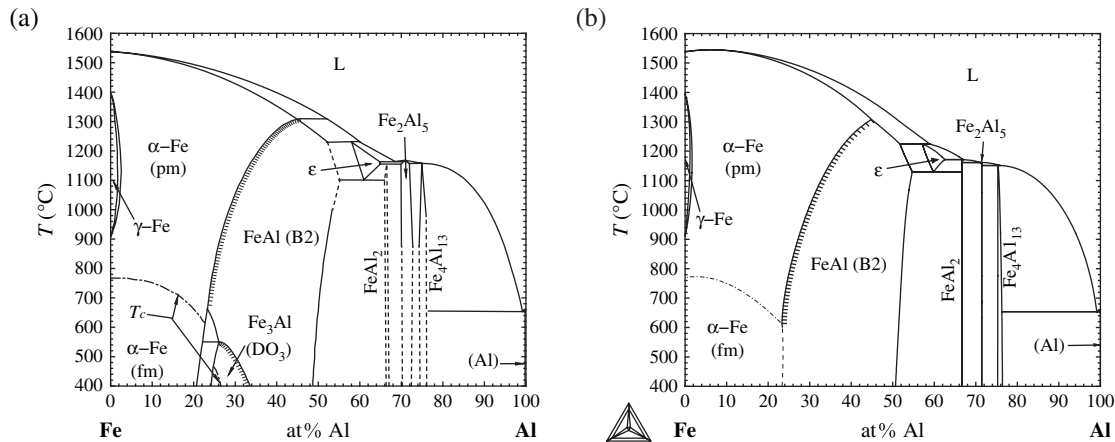 (a)
1600
1500
1400
1300
1200
1100
1000
900
800
700
600
500
400
T (°C)
L
Fe₂Al₅
α–Fe
(pm)
ε
γ–Fe
FeAl (B2)
FeAl₂
Fe₄Al₁₃
Tc
Fe₃Al
(DO₃)
α–Fe
(fm)
(Al)
0 10 20 30 40 50 60 70 80 90 100
Fe at% Al Al
(b)
1600
1500
1400
1300
1200
1100
1000
900
800
700
600
500
400
T (°C)
L
Fe₂Al₅
α–Fe
(pm)
ε
γ–Fe
FeAl (B2)
FeAl₂
Fe₄Al₁₃
α–Fe
(fm)
(Al)
0 10 20 30 40 50 60 70 80 90 100
Fe at% Al Al